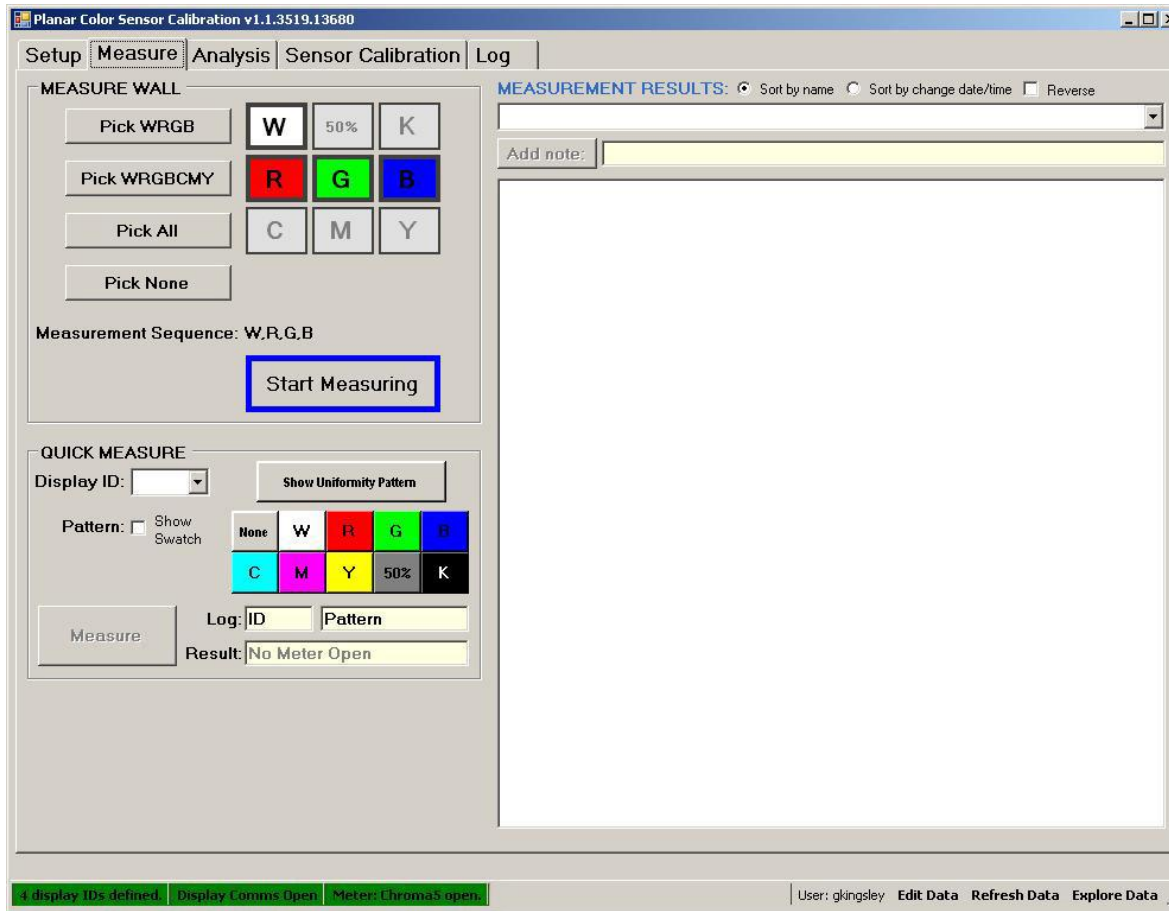 Planar Color Sensor Calibration v1.1.3519.13680
Setup Measure Analysis Sensor Calibration Log
MEASURE WALL
Pick WRGB W 50% K
Pick WRGBCMY R G B
Pick All C M Y
Pick None
Measurement Sequence: W,R,G,B
Start Measuring
QUICK MEASURE
Display ID:
Show Uniformity Pattern
Pattern: Show Swatch
None W R G B
C M Y 50% K
Measure
Log: ID Pattern
Result: No Meter Open
MEASUREMENT RESULTS: Sort by name Sort by change date/time Reverse
Add note:
4 display IDs defined. Display Comms Open Meter: Chroma5 open.
User: gkingsley Edit Data Refresh Data Explore Data